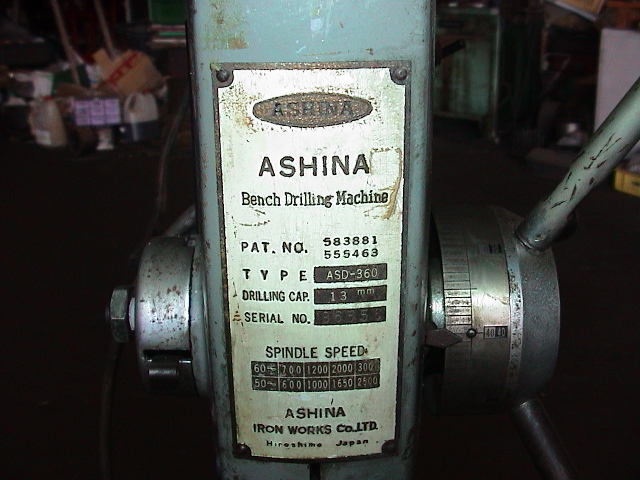 ASHINA
ASHINA
Bench Drilling Machine
PAT. NO. 583881
555463
TYPE ASD-360
DRILLING CAP. 13 mm
SERIAL NO.
SPINDLE SPEED
60~ 700 1200 2000 3000
50~ 600 1000 1650 2500
ASHINA
IRON WORKS Co.,LTD.
Hiroshima Japan